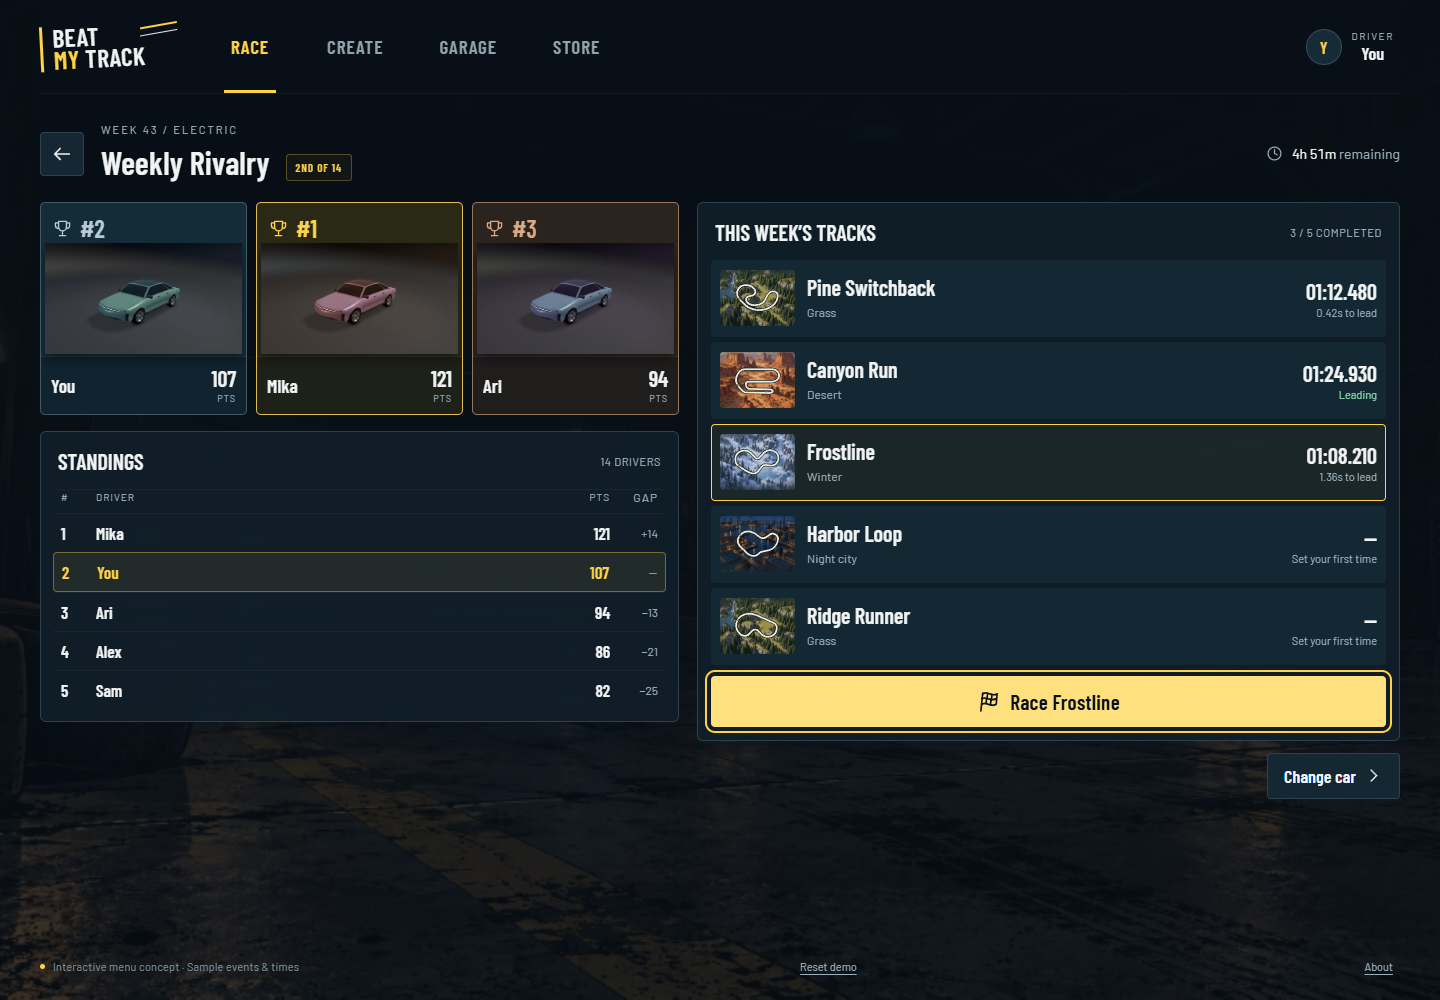 BEAT
MY TRACK
RACE
CREATE
GARAGE
STORE
Y
DRIVER
You
WEEK 43 / ELECTRIC
Weekly Rivalry
2ND OF 14
4h 51m remaining
#2
You
107
PTS
#1
Mika
121
PTS
#3
Ari
94
PTS
STANDINGS
14 DRIVERS
# DRIVER PTS GAP
1 Mika 121 +14
2 You 107 –
3 Ari 94 −13
4 Alex 86 −21
5 Sam 82 −25
THIS WEEK'S TRACKS
3 / 5 COMPLETED
Pine Switchback
Grass
01:12.480
0.42s to lead
Canyon Run
Desert
01:24.930
Leading
Frostline
Winter
01:08.210
1.36s to lead
Harbor Loop
Night city
–
Set your first time
Ridge Runner
Grass
–
Set your first time
Race Frostline
Change car
Interactive menu concept · Sample events & times
Reset demo
About